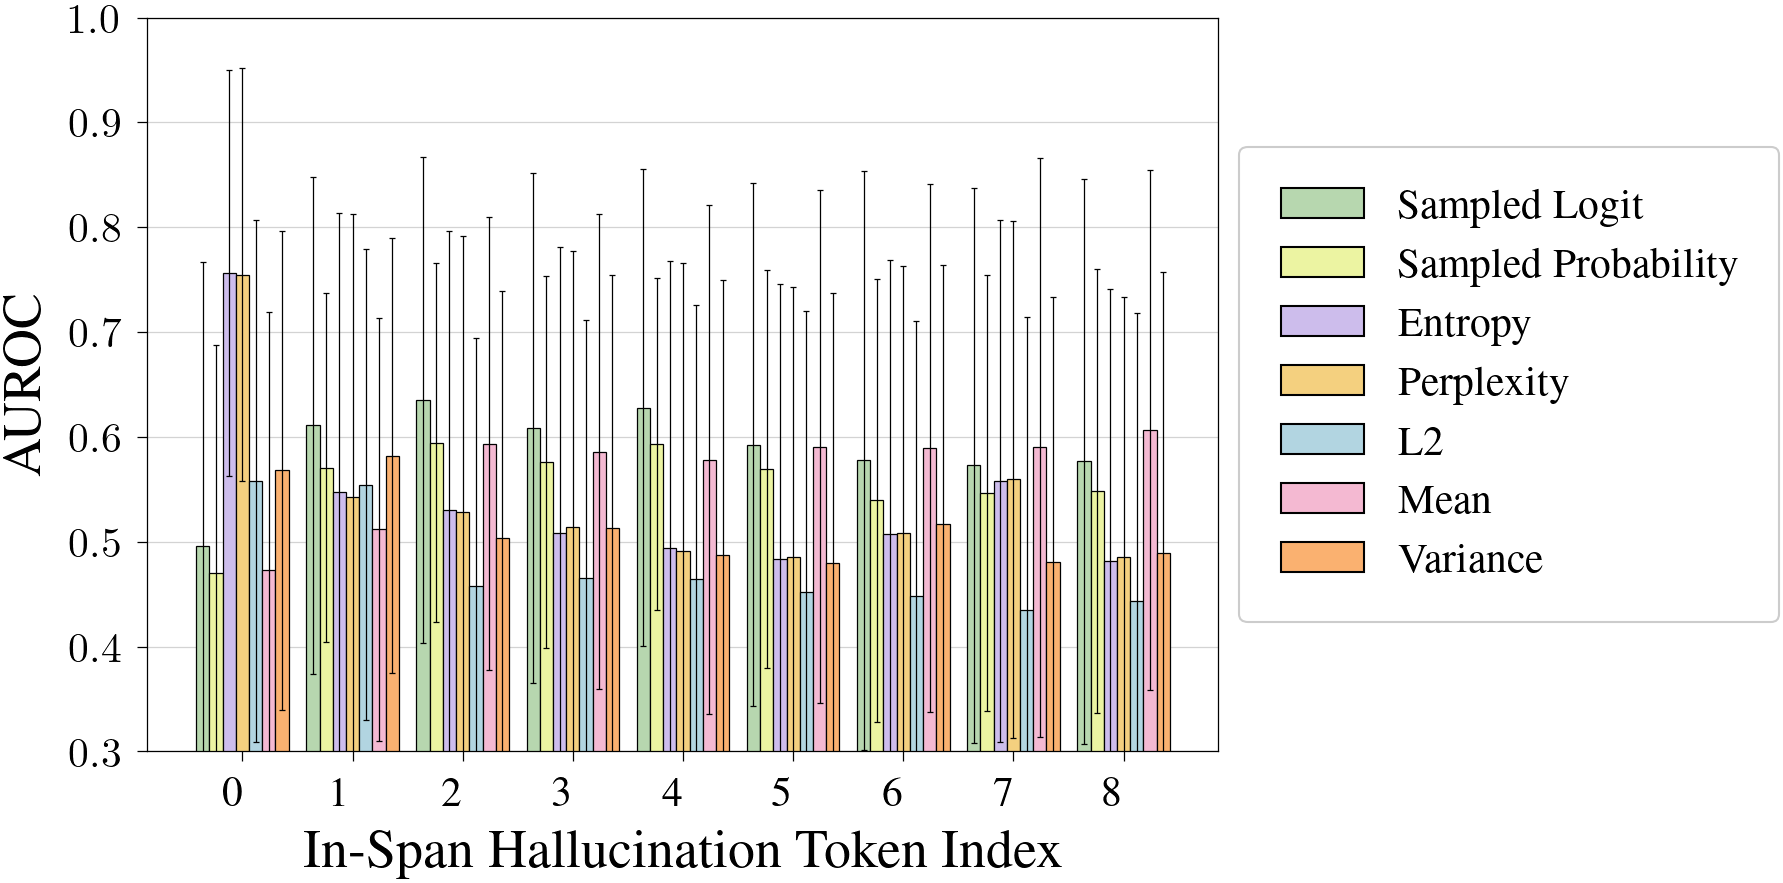 1.0
0.9
0.8
0.7
0.6
0.5
0.4
0.3
AUROC
0 1 2 3 4 5 6 7 8
In-Span Hallucination Token Index
Sampled Logit
Sampled Probability
Entropy
Perplexity
L2
Mean
Variance